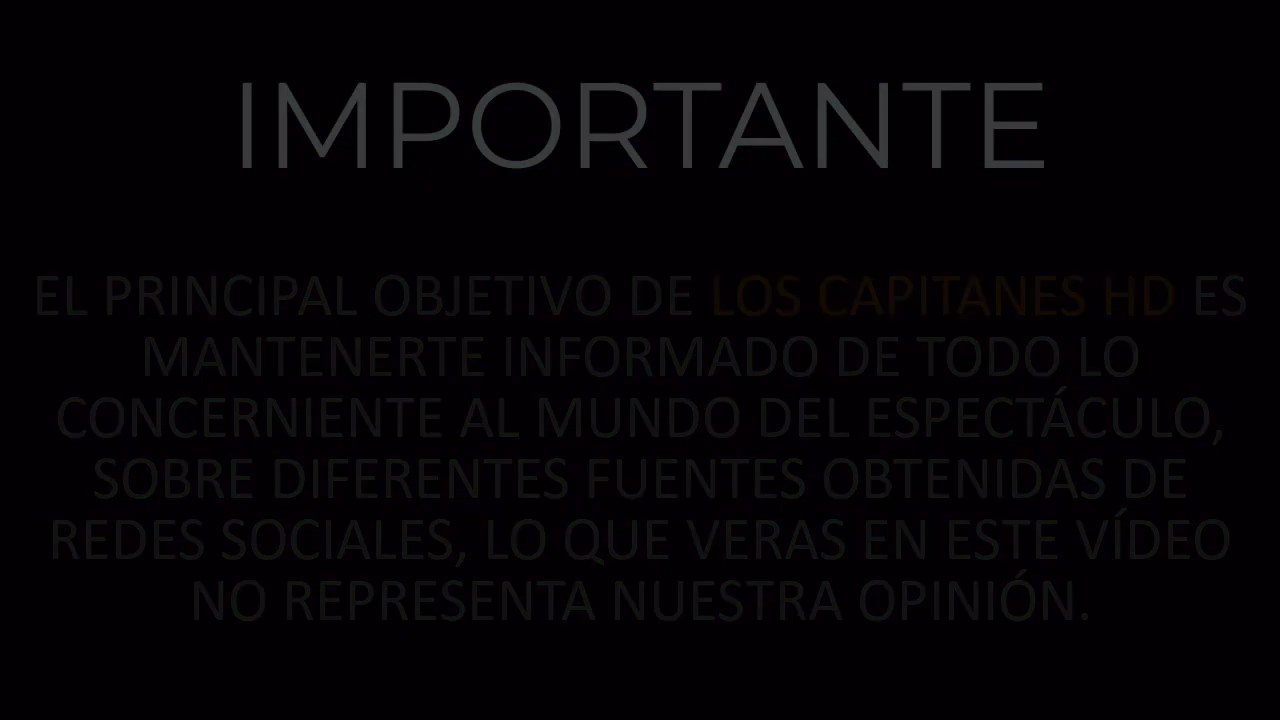 IMPORTANTE
EL PRINCIPAL OBJETIVO DE LOS CAPITANES HD ES
MANTENERTE INFORMADO DE TODO LO
CONCERNIENTE AL MUNDO DEL ESPECTÁCULO,
SOBRE DIFERENTES FUENTES OBTENIDAS DE
REDES SOCIALES, LO QUE VERAS EN ESTE VÍDEO
NO REPRESENTA NUESTRA OPINIÓN.